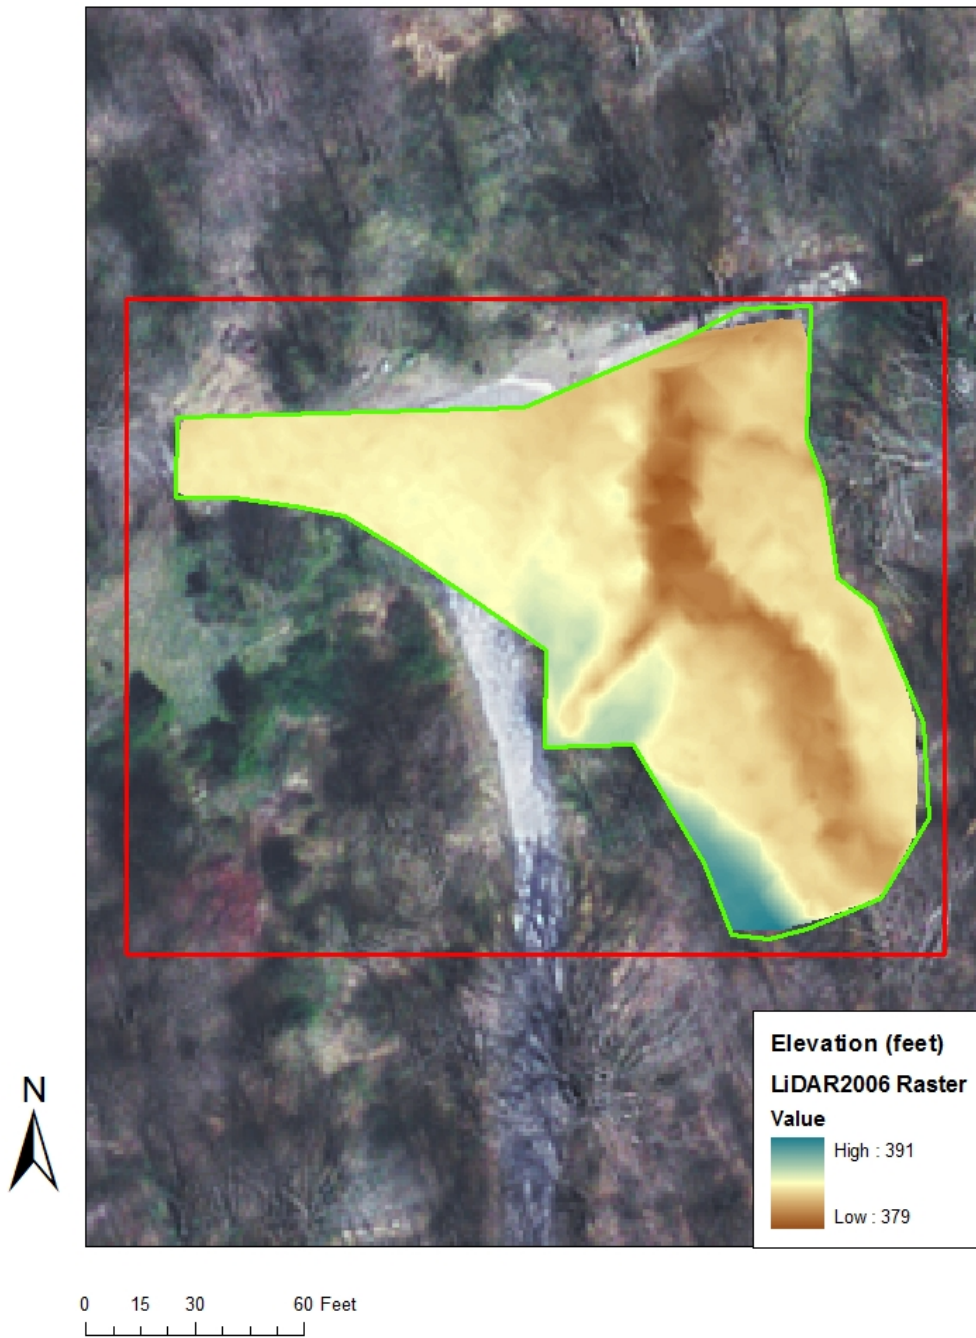 Elevation (feet)
LiDAR2006 Raster
Value
High : 391
Low : 379
N
0 15 30 60 Feet